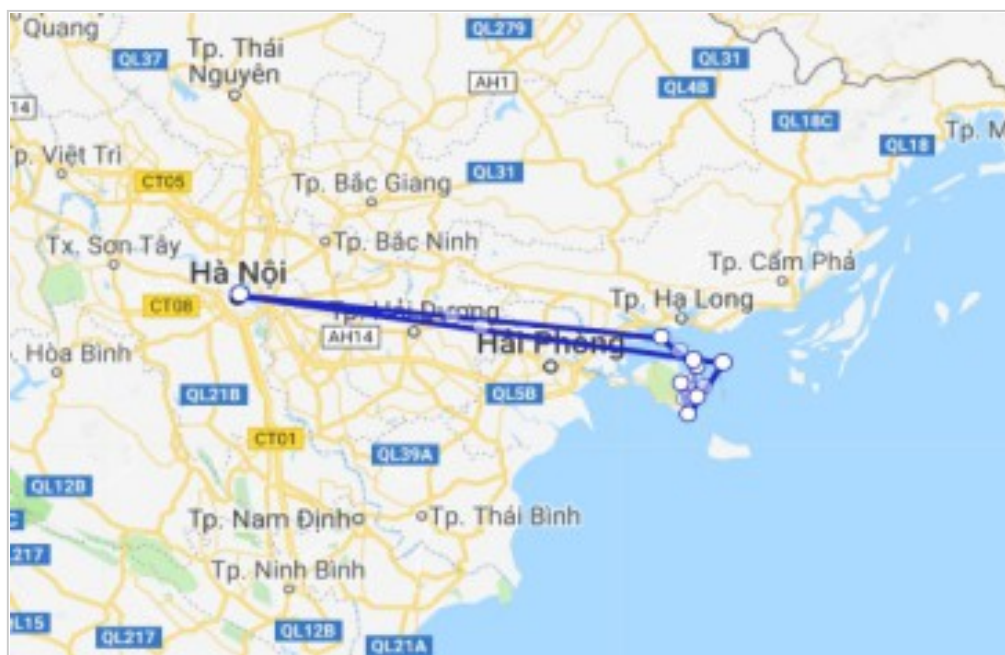 Quang
QL279
QL37
Tp. Thái
Nguyên
QL31
AH1
QL4B
14
QL18C
QL18
Tp. M
p. Việt Trì
CT05
Tp. Bắc Giang
QL31
Tx. Sơn Tây
Tp. Bắc Ninh
Hà Nội
Tp. Cẩm Phả
CT08
Tp. Hạ Long
Tp. Hải Dương
AH14
Hải Phòng
. Hòa Bình
QL21B
QL5B
CT01
QL39A
QL12B
C
Tp. Nam Định
Tp. Thái Bình
217
Tp. Ninh Bình
QL15
QL217
QL12B
QL21A